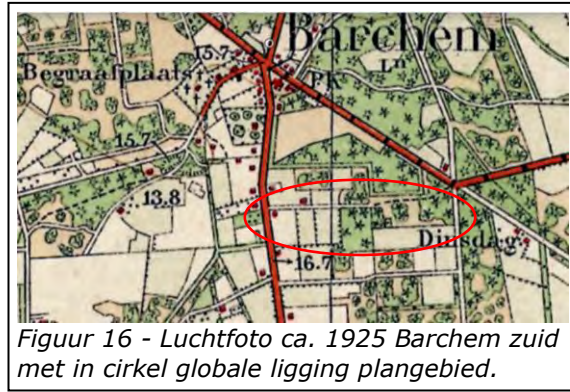 Barchem
15.7
Begraafplaats
Pl.
Ln
15.7
13.8
Dinsdag
16.7
Figuur 16 - Luchtfoto ca. 1925 Barchem zuid
met in cirkel globale ligging plangebied.